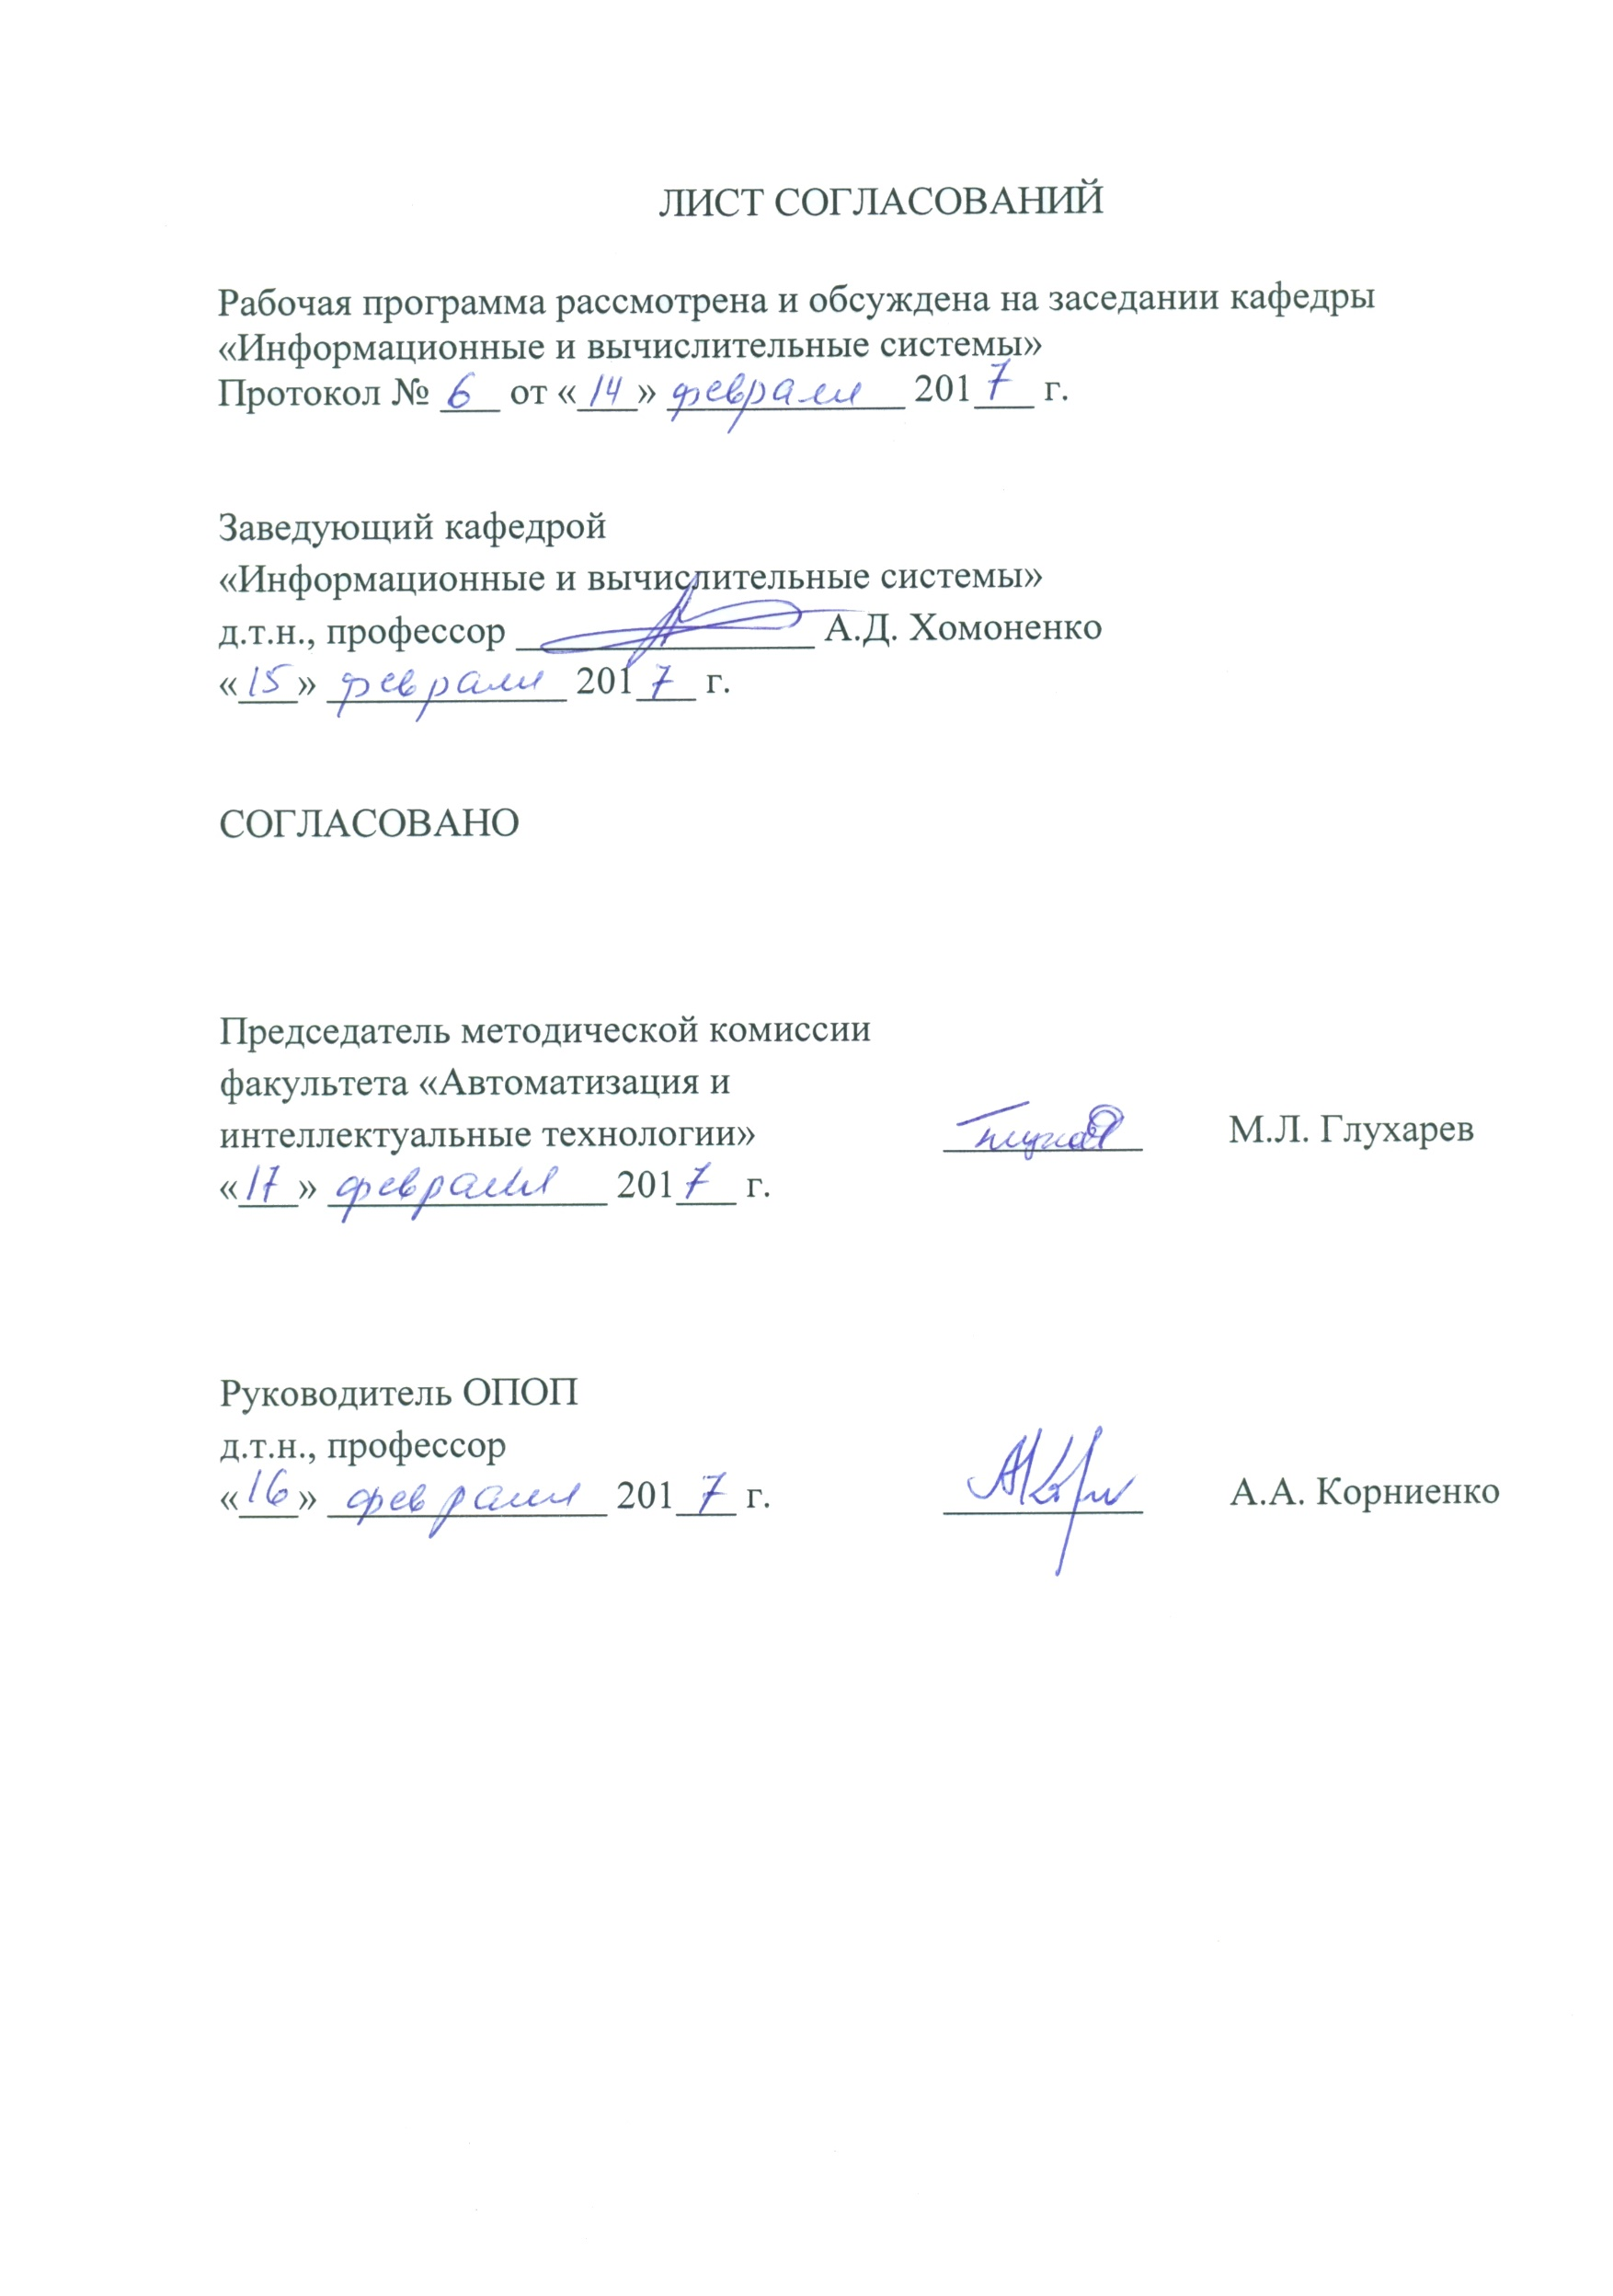 ЛИСТ СОГЛАСОВАНИЙ
Рабочая программа рассмотрена и обсуждена на заседании кафедры
«Информационные и вычислительные системы»
Протокол № 6 от «14» февраля 2017 г.
Заведующий кафедрой
«Информационные и вычислительные системы»
д.т.н., профессор А.Д. Хомоненко
«15» февраля 2017 г.
СОГЛАСОВАНО
Председатель методической комиссии
факультета «Автоматизация и
интеллектуальные технологии» М.Л. Глухарев
«17» февраля 2017 г.
Руководитель ОПОП
д.т.н., профессор
«16» февраля 2017 г. А.А. Корниенко